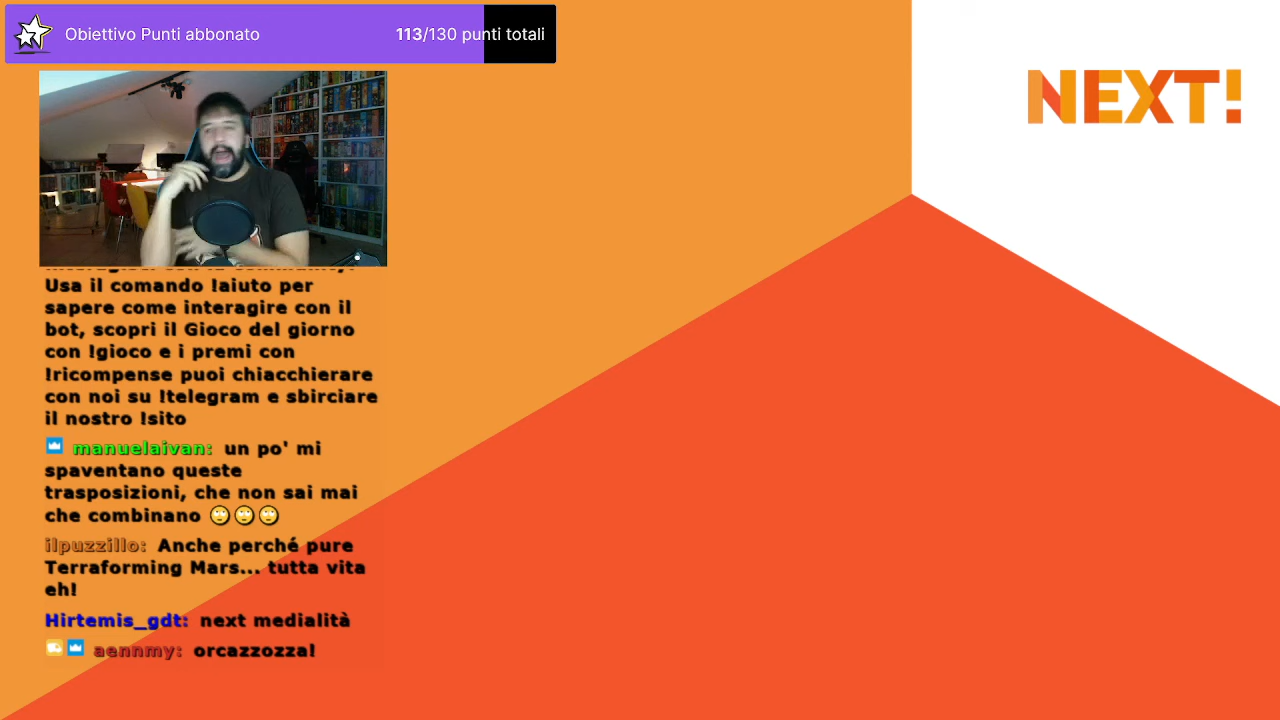 Obiettivo Punti abbonato 113/130 punti totali
NEXT!
Usa il comando !aiuto per
sapere come interagire con il
bot, scopri il Gioco del giorno
con !gioco e i premi con
!ricompense puoi chiacchierare
con noi su !telegram e sbirciare
il nostro !sito
manuelaivan: un po' mi
spaventano queste
trasposizioni, che non sai mai
che combinano 🙄🙄🙄
ilpuzzillo: Anche perché pure
Terraforming Mars... tutta vita
eh!
Hirtemis_gdt: next medialità
aennmy: orcazzozza!